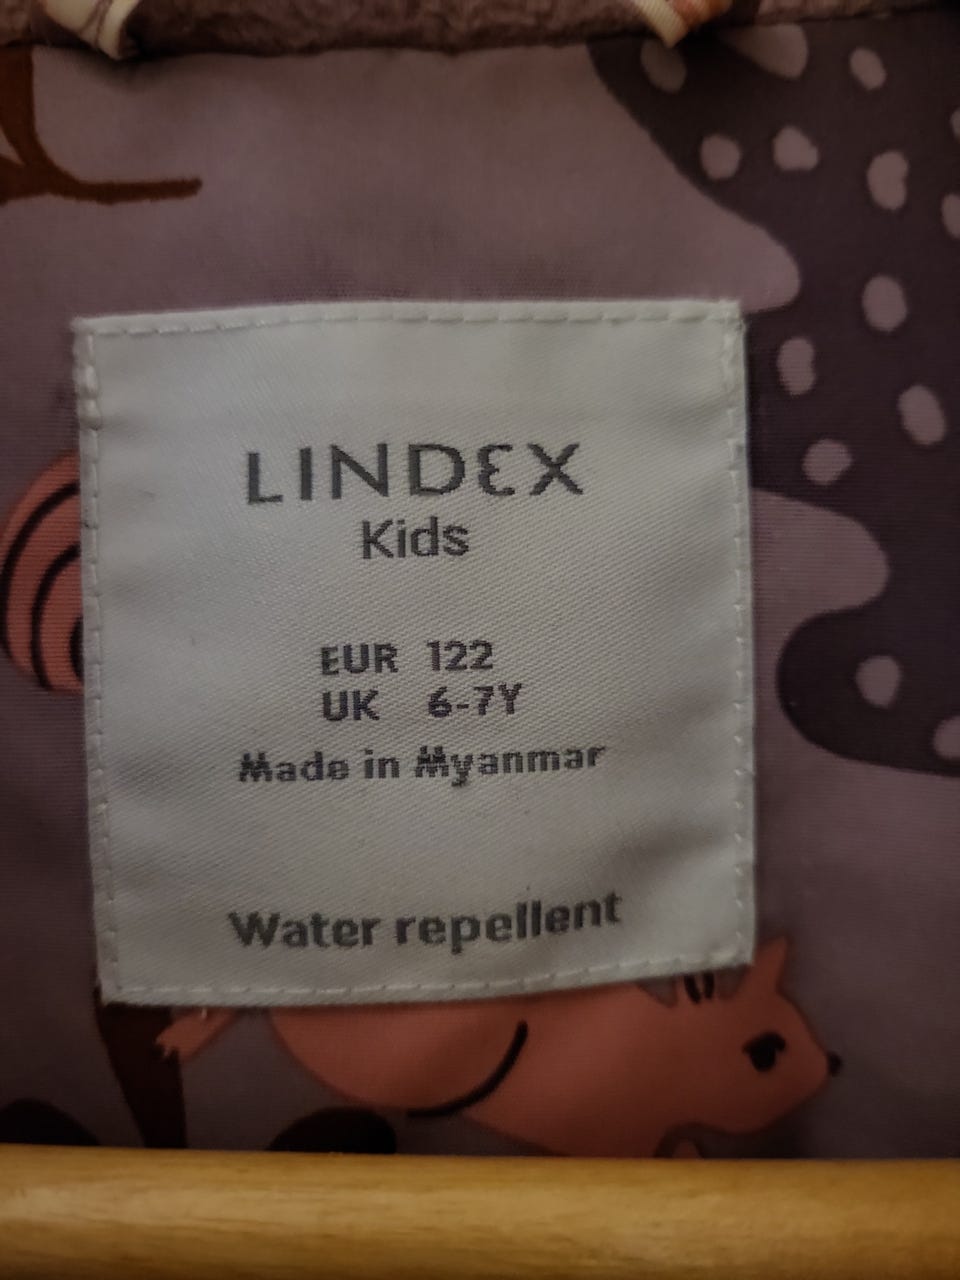 LINDEX
Kids
EUR 122
UK 6-7Y
Made in Myanmar
Water repellent